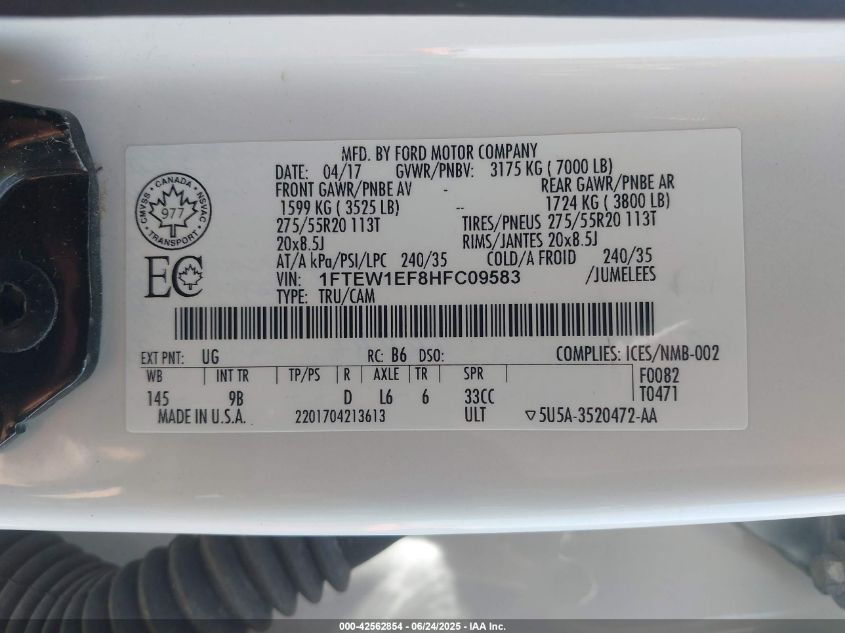 MFD. BY FORD MOTOR COMPANY
DATE: 04/17 GVWR/PNBV: 3175 KG ( 7000 LB)
FRONT GAWR/PNBE AV - REAR GAWR/PNBE AR
1599 KG ( 3525 LB) -- 1724 KG ( 3800 LB)
275/55R20 113T TIRES/PNEUS 275/55R20 113T
20x8.5J RIMS/JANTES 20x8.5J
AT/A kPa/PSI/LPC 240/35 COLD/A FROID 240/35
VIN: 1FTEW1EF8HFC09583 /JUMELEES
TYPE: TRU/CAM
CANADA
CMVSS NSVAC
977
TRANSPORT
EC
EXT PNT: UG RC: B6 DSO: COMPLIES: ICES/NMB-002
WB INT TR TP/PS R AXLE TR SPR F0082
145 9B D L6 6 33CC T0471
MADE IN U.S.A. 2201704213613 ULT ▽5U5A-3520472-AA
000-42562854 - 06/24/2025 - IAA Inc.